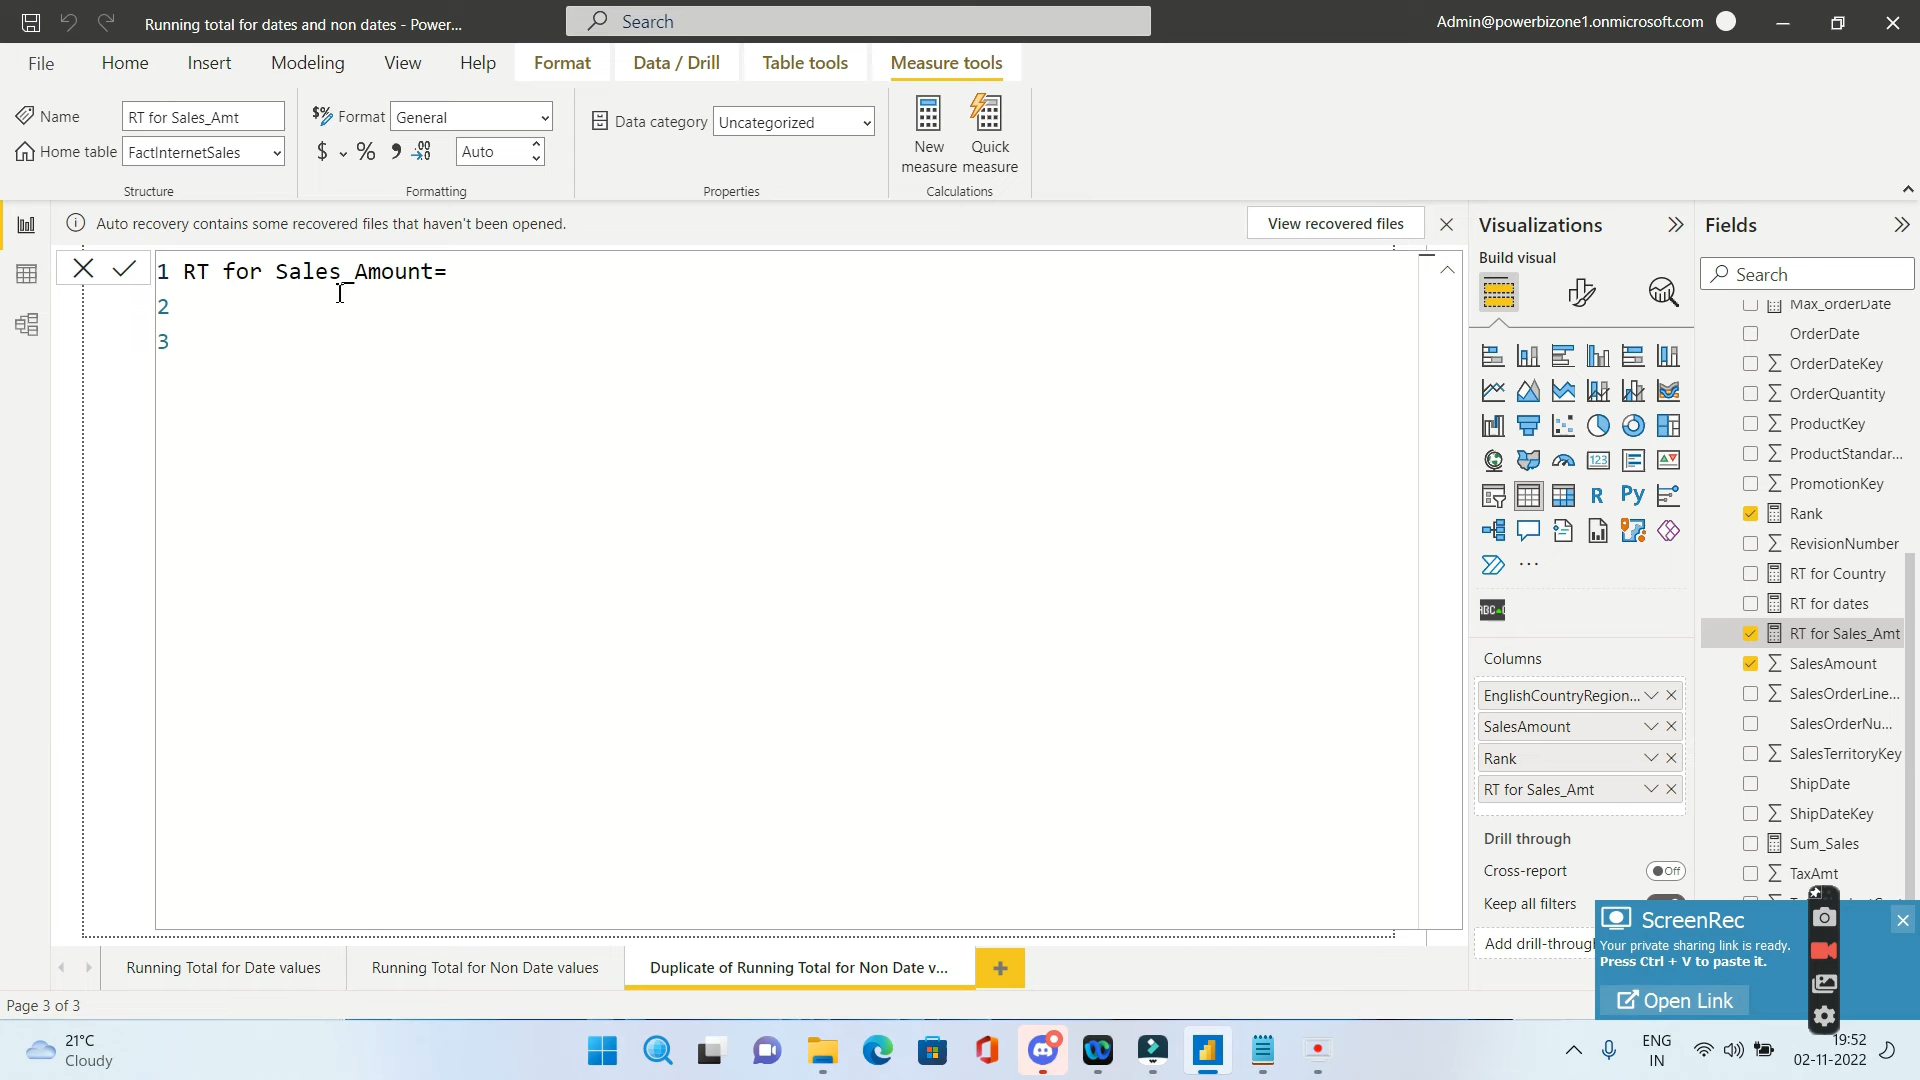 Running total for dates and non dates - Power...
Search
Admin@powerbizone1.onmicrosoft.com
File
Home
Insert
Modeling
View
Help
Format
Data / Drill
Table tools
Measure tools
Name
RT for Sales_Amt
Home table
FactInternetSales
Structure
$%
Format
General
$
%
,
.00
Auto
Formatting
Data category
Uncategorized
Properties
New measure
Quick measure
Calculations
Auto recovery contains some recovered files that haven't been opened.
View recovered files
1 RT for Sales_Amount=
2
3
Visualizations
Build visual
123
R
Py
...
Columns
EnglishCountryRegion...
SalesAmount
Rank
RT for Sales_Amt
Drill through
Cross-report
Off
Keep all filters
Add drill-through
Fields
Search
Max_orderDate
OrderDate
OrderDateKey
OrderQuantity
ProductKey
ProductStandar...
PromotionKey
Rank
RevisionNumber
RT for Country
RT for dates
RT for Sales_Amt
SalesAmount
SalesOrderLine...
SalesOrderNu...
SalesTerritoryKey
ShipDate
ShipDateKey
Sum_Sales
TaxAmt
ScreenRec
Your private sharing link is ready.
Press Ctrl + V to paste it.
Open Link
Running Total for Date values
Running Total for Non Date values
Duplicate of Running Total for Non Date v...
Page 3 of 3
21°C
Cloudy
ENG
IN
19:52
02-11-2022